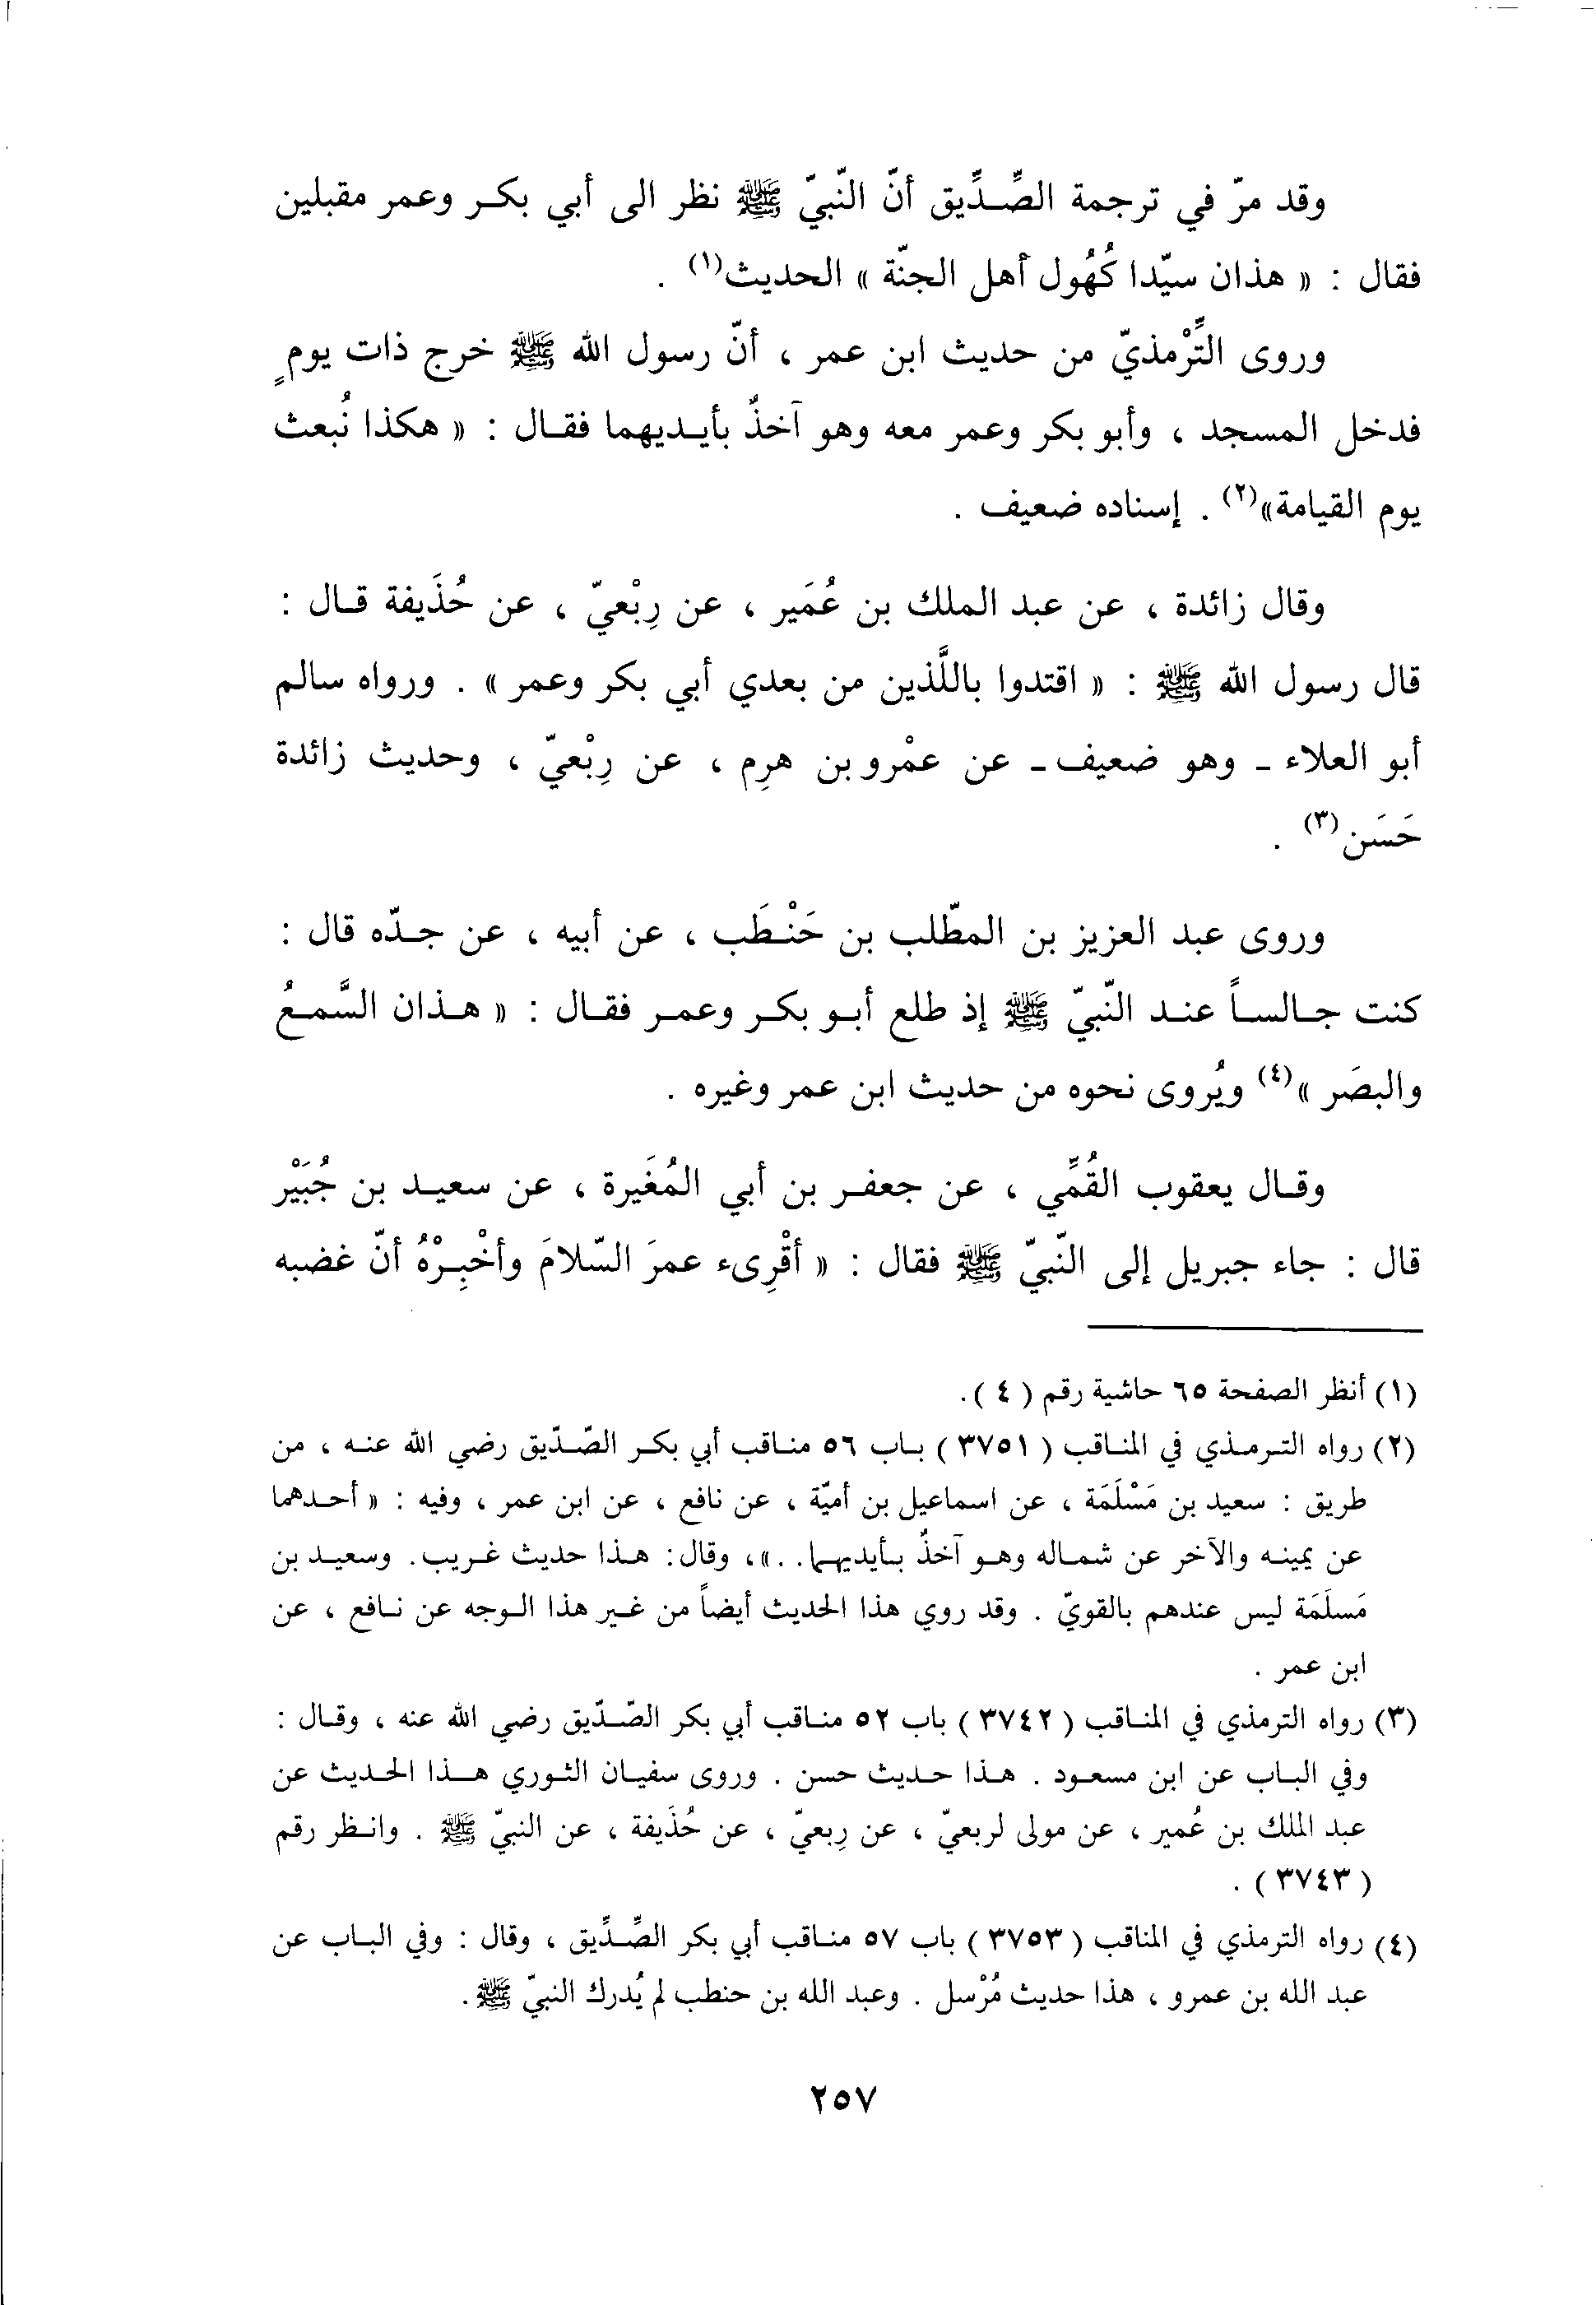 وقد مرّ في ترجمة الصِّدِّيق أنّ النّبيّ ﷺ نظر الى أبي بكر وعمر مقبلين
فقال : « هذان سيّدا كُهُول أهل الجنّة » الحديث(١) .
وروى التِّرْمذيّ من حديث ابن عمر ، أنّ رسول الله ﷺ خرج ذات يومٍ
فدخل المسجد ، وأبو بكر وعمر معه وهو آخذٌ بأيديهما فقال : « هكذا نُبعث
يوم القيامة»(٢) . إسناده ضعيف .
وقال زائدة ، عن عبد الملك بن عُمَير ، عن رِبْعيّ ، عن حُذَيفة قال :
قال رسول الله ﷺ : « اقتدوا باللَّذين من بعدي أبي بكر وعمر » . ورواه سالم
أبو العلاء ـ وهو ضعيف ـ عن عمْرو بن هرِم ، عن رِبْعيّ ، وحديث زائدة
حَسَن(٣) .
وروى عبد العزيز بن المطّلب بن حَنْطَب ، عن أبيه ، عن جدّه قال :
كنت جالساً عند النّبيّ ﷺ إذ طلع أبو بكر وعمر فقال : « هذان السَّمعُ
والبصَر »(٤) ويُروى نحوه من حديث ابن عمر وغيره .
وقال يعقوب القُمِّي ، عن جعفر بن أبي المُغَيرة ، عن سعيد بن جُبَيْر
قال : جاء جبريل إلى النّبيّ ﷺ فقال : « أقْرِىء عمرَ السّلامَ وأخْبِرْهُ أنّ غضبه
(١) أنظر الصفحة ٦٥ حاشية رقم ( ٤ ).
(٢) رواه الترمذي في المناقب ( ٣٧٥١ ) باب ٥٦ مناقب أبي بكر الصّدّيق رضي الله عنه ، من
طريق : سعيد بن مَسْلَمَة ، عن اسماعيل بن أميّة ، عن نافع ، عن ابن عمر ، وفيه : « أحدهما
عن يمينه والآخر عن شماله وهو آخذٌ بأيديهما. . .»، وقال: هذا حديث غريب. وسعيد بن
مَسلَمَة ليس عندهم بالقويّ . وقد روي هذا الحديث أيضاً من غير هذا الوجه عن نافع ، عن
ابن عمر .
(٣) رواه الترمذي في المناقب ( ٣٧٤٢ ) باب ٥٢ مناقب أبي بكر الصّدّيق رضي الله عنه ، وقال :
وفي الباب عن ابن مسعود . هذا حديث حسن . وروى سفيان الثوري هذا الحديث عن
عبد الملك بن عُمير ، عن مولى لربعيّ ، عن رِبعيّ ، عن حُذَيفة ، عن النبيّ ﷺ . وانظر رقم
( ٣٧٤٣ ) .
(٤) رواه الترمذي في المناقب ( ٣٧٥٣ ) باب ٥٧ مناقب أبي بكر الصِّدِّيق ، وقال : وفي الباب عن
عبد الله بن عمرو ، هذا حديث مُرْسل . وعبد الله بن حنطب لم يُدرك النبيّ ﷺ.
٢٥٧